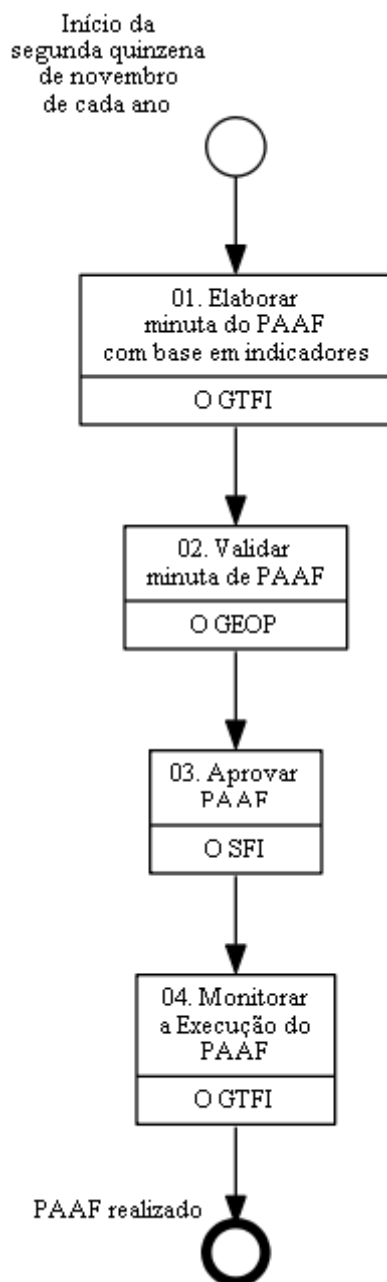 Início da
segunda quinzena
de novembro
de cada ano
01. Elaborar
minuta do PAAF
com base em indicadores
O GTFI
02. Validar
minuta de PAAF
O GEOP
03. Aprovar
PAAF
O SFI
04. Monitorar
a Execução do
PAAF
O GTFI
PAAF realizado